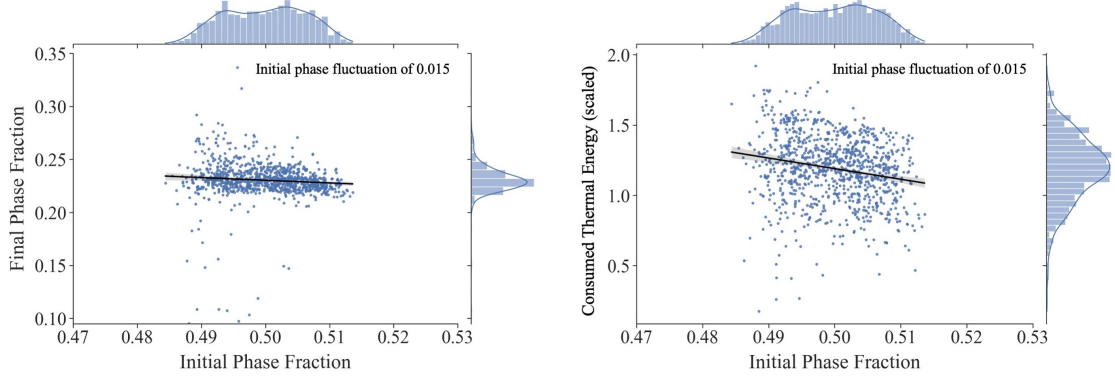 Initial phase fluctuation of 0.015
Final Phase Fraction
0.35
0.30
0.25
0.20
0.15
0.10
0.47 0.48 0.49 0.50 0.51 0.52 0.53
Initial Phase Fraction
Initial phase fluctuation of 0.015
Consumed Thermal Energy (scaled)
2.0
1.5
1.0
0.5
0.47 0.48 0.49 0.50 0.51 0.52 0.53
Initial Phase Fraction